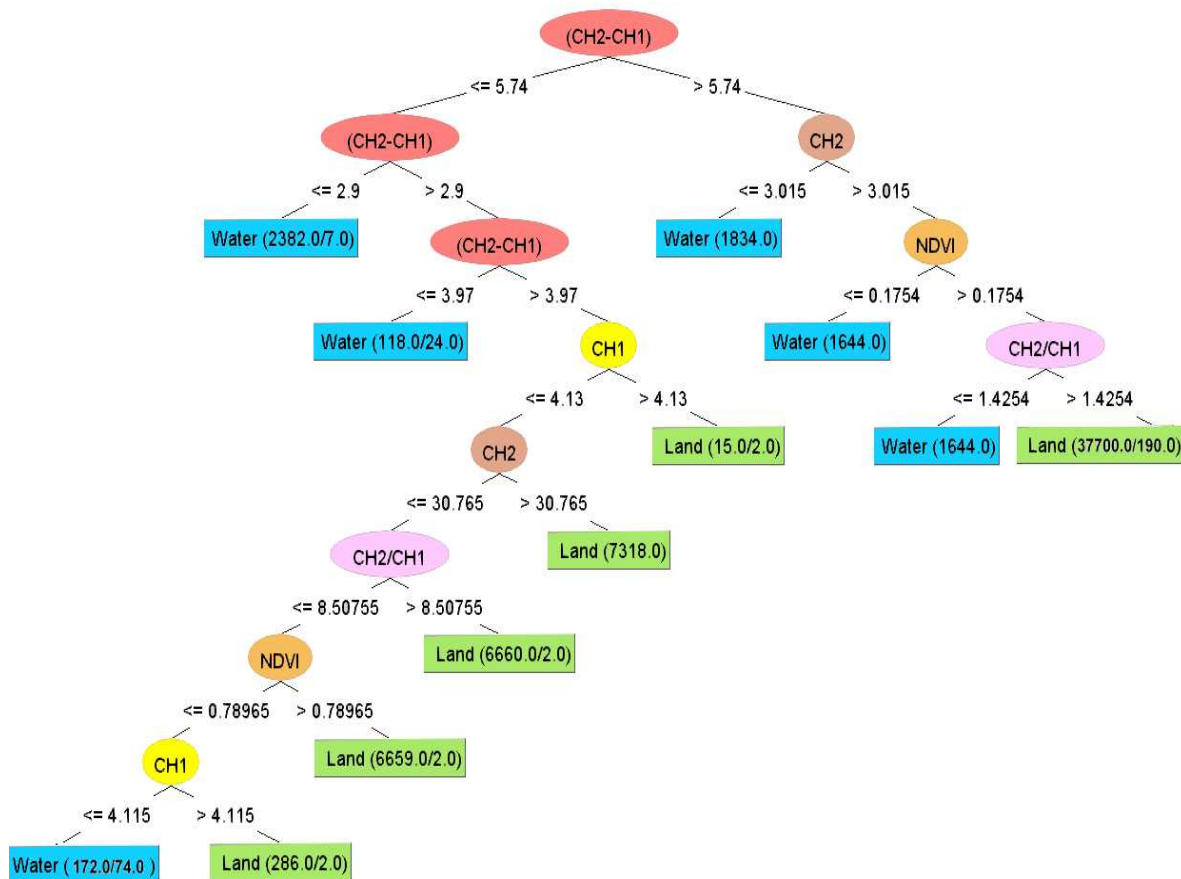 (CH2-CH1)
<= 5.74
> 5.74
(CH2-CH1)
CH2
<= 2.9
> 2.9
<= 3.015
> 3.015
Water (2382.0/7.0)
(CH2-CH1)
Water (1834.0)
NDVI
<= 3.97
> 3.97
<= 0.1754
> 0.1754
Water (118.0/24.0)
CH1
Water (1644.0)
CH2/CH1
<= 4.13
> 4.13
<= 1.4254
> 1.4254
CH2
Land (15.0/2.0)
Water (1644.0)
Land (37700.0/190.0)
<= 30.765
> 30.765
CH2/CH1
Land (7318.0)
<= 8.50755
> 8.50755
NDVI
Land (6660.0/2.0)
<= 0.78965
> 0.78965
CH1
Land (6659.0/2.0)
<= 4.115
> 4.115
Water ( 172.0/74.0 )
Land (286.0/2.0)